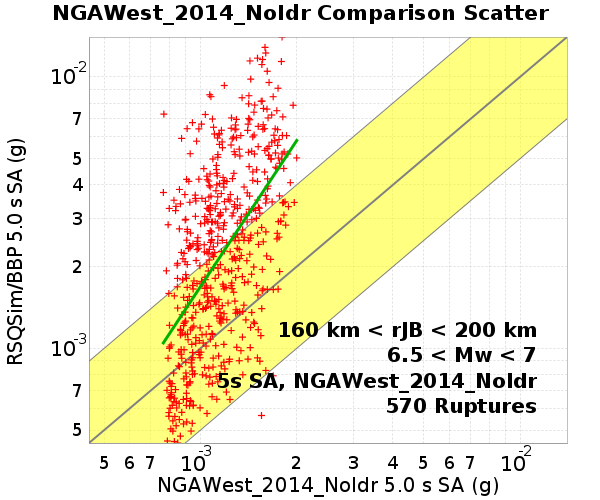 NGAWest_2014_NoIdr Comparison Scatter
RSQSim/BBP 5.0 s SA (g)
10⁻²
7
5
4
3
2
10⁻³
7
5
160 km < rJB < 200 km
6.5 < Mw < 7
5s SA, NGAWest_2014_NoIdr
570 Ruptures
5 6 7 10⁻³ 2 3 4 5 6 7 10⁻²
NGAWest_2014_NoIdr 5.0 s SA (g)